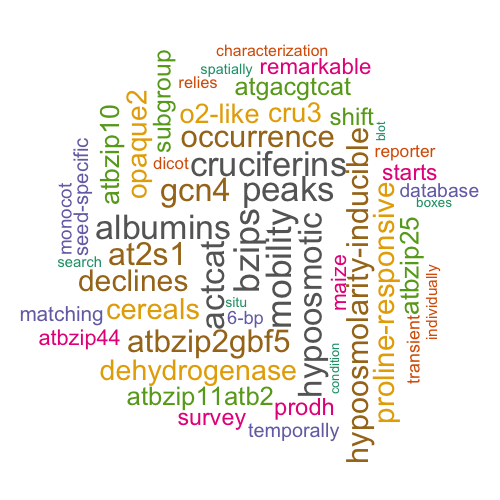 characterization
spatially
remarkable
relies
atgacgtcat
subgroup
opaque2
atbzip10
o2-like
cru3
shift
occurrence
blot
seed-specific
monocot
dicot
cruciferins
reporter
gcn4
peaks
starts
database
boxes
hypoosmolarity-inducible
proline-responsive
atbzip25
albumins
bzips
mobility
hypoosmotic
actcat
at2s1
search
declines
maize
individually
transient
situ
6-bp
matching
cereals
atbzip44
atbzip2gbf5
dehydrogenase
condition
atbzip11atb2
prodh
survey
temporally